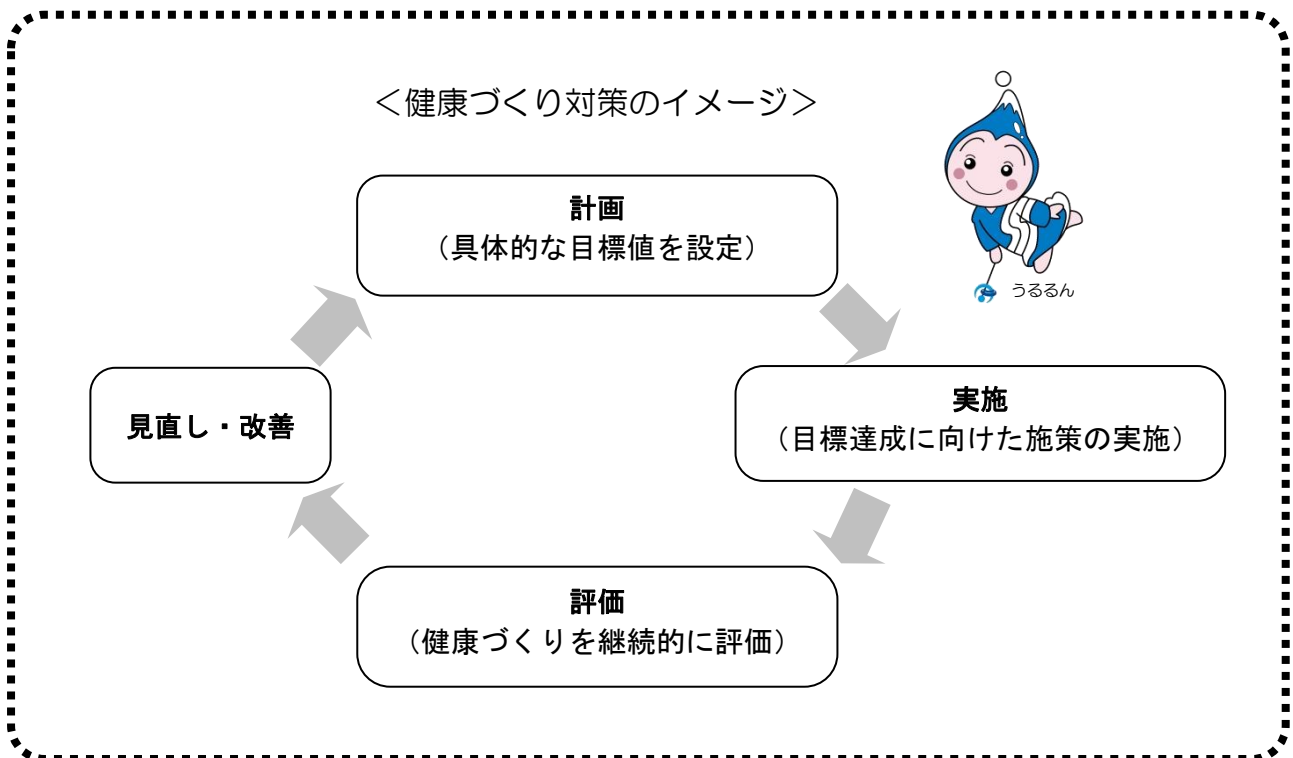 <健康づくり対策のイメージ>
計画
(具体的な目標値を設定)
うるるん
実施
(目標達成に向けた施策の実施)
見直し・改善
評価
(健康づくりを継続的に評価)